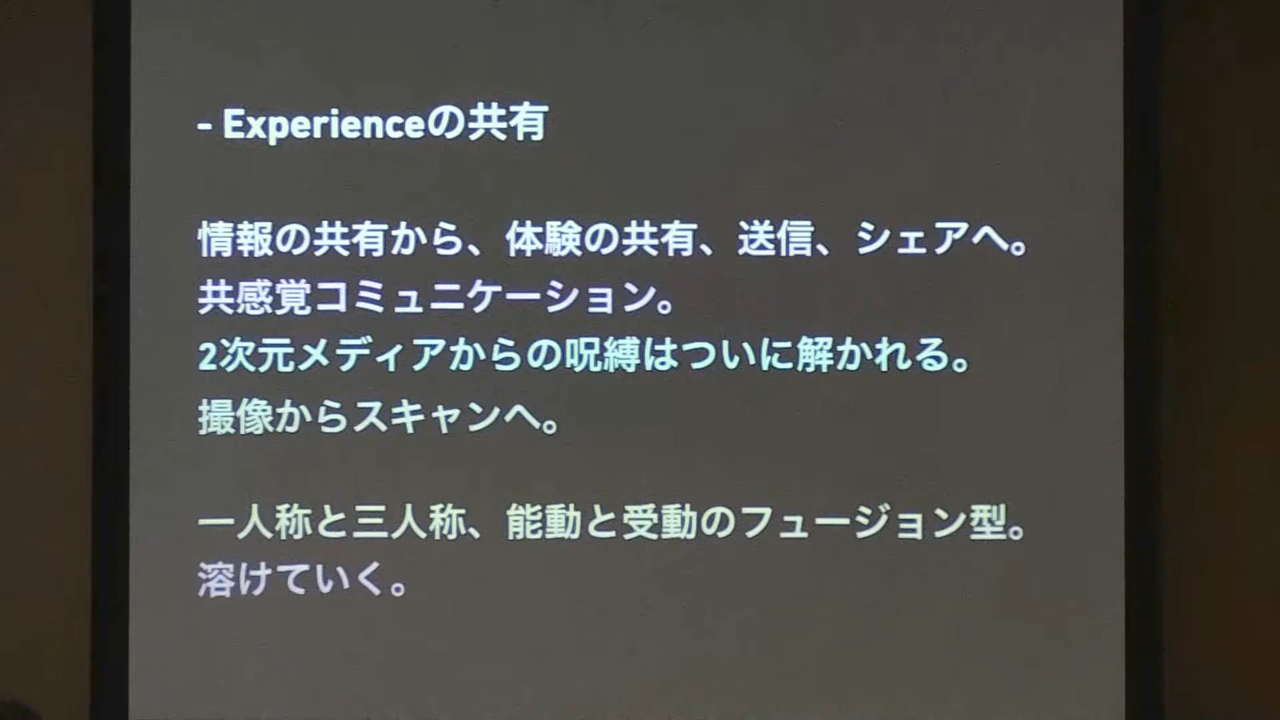 - Experienceの共有
情報の共有から、体験の共有、送信、シェアへ。
共感覚コミュニケーション。
2次元メディアからの呪縛はついに解かれる。
撮像からスキャンへ。
一人称と三人称、能動と受動のフュージョン型。
溶けていく。